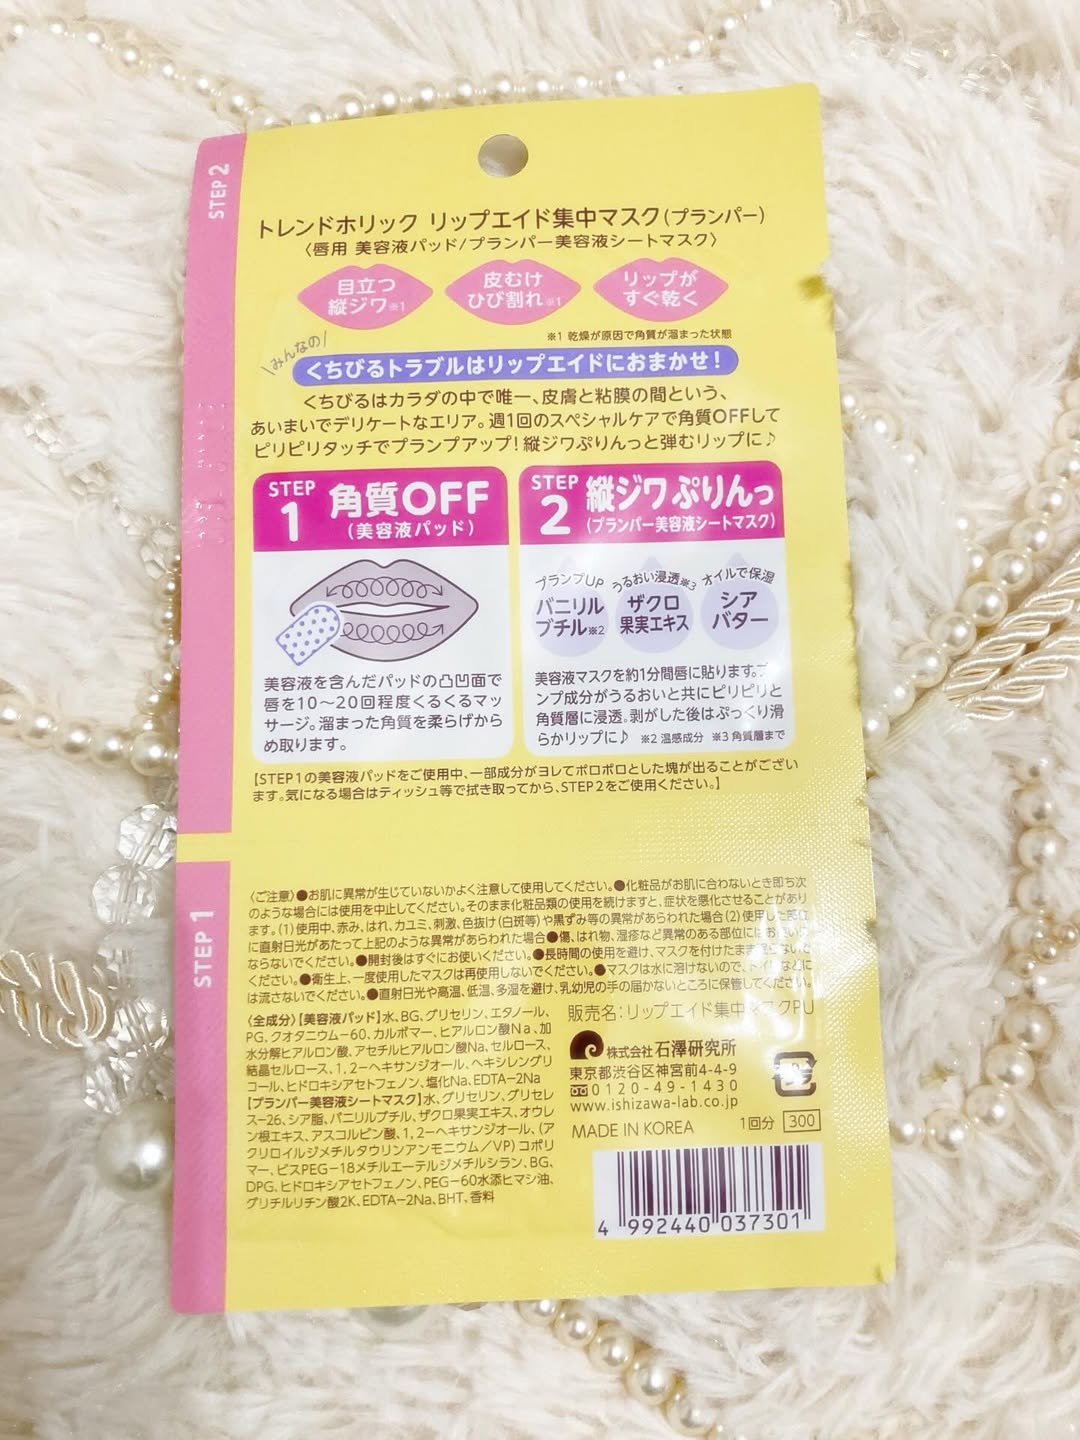 STEP2
トレンドホリック リップエイド集中マスク(プランパー)
〈唇用 美容液パッド/プランパー美容液シートマスク〉
目立つ
縦ジワ※1
皮むけ
ひび割れ※1
リップが
すぐ乾く
※1 乾燥が原因で角質が溜まった状態
\みんなの/
くちびるトラブルはリップエイドにおまかせ!
くちびるはカラダの中で唯一、皮膚と粘膜の間という、
あいまいでデリケートなエリア。週1回のスペシャルケアで角質OFFして
ピリピリタッチでプランプアップ!縦ジワぷりんっと弾むリップに♪
STEP
1
角質OFF
(美容液パッド)
美容液を含んだパッドの凸凹面で
唇を10〜20回程度くるくるマッ
サージ。溜まった角質を柔らげから
め取ります。
STEP
2
縦ジワぷりんっ
(プランパー美容液シートマスク)
プランプUP
バニリル
ブチル※2
うるおい浸透※3
ザクロ
果実エキス
オイルで保湿
シア
バター
美容液マスクを約1分間唇に貼ります。プ
ンプ成分がうるおいと共にピリピリと
角質層に浸透。剥がした後はぷっくり滑
らかリップに♪ ※2 温感成分 ※3 角質層まで
【STEP1の美容液パッドをご使用中、一部成分がヨレてポロポロとした塊が出ることがござい
ます。気になる場合はティッシュ等で拭き取ってから、STEP2をご使用ください。】
STEP1
〈ご注意〉●お肌に異常が生じていないかよく注意して使用してください。●化粧品がお肌に合わないとき即ち次
のような場合には使用を中止してください。そのまま化粧品類の使用を続けますと、症状を悪化させることがあり
ます。(1)使用中、赤み、はれ、カユミ、刺激、色抜け(白斑等)や黒ずみ等の異常があらわれた場合(2)使用した部位
に直射日光があたって上記のような異常があらわれた場合●傷、はれ物、湿疹など異常のある部位にはお使いに
ならないでください。●開封後はすぐにお使いください。●長時間の使用を避け、マスクを付けたまま
ください。●衛生上、一度使用したマスクは再使用しないでください。●マスクは水に溶けないので、トイレなどに
は流さないでください。●直射日光や高温、低温、多湿を避け、乳幼児の手の届かないところに保管してください。
〈全成分〉【美容液パッド】水、BG、グリセリン、エタノール、
PG、クオタニウム-60、カルボマー、ヒアルロン酸Na、加
水分解ヒアルロン酸、アセチルヒアルロン酸Na、セルロース、
結晶セルロース、1,2-ヘキサンジオール、ヘキシレングリ
コール、ヒドロキシアセトフェノン、塩化Na、EDTA-2Na
【プランパー美容液シートマスク】水、グリセリン、グリセレ
ス-26、シア脂、バニリルブチル、ザクロ果実エキス、オウレ
ン根エキス、アスコルビン酸、1,2-ヘキサンジオール、(ア
クリロイルジメチルタウリンアンモニウム/VP)コポリ
マー、ビスPEG-18メチルエーテルジメチルシラン、BG、
DPG、ヒドロキシアセトフェノン、PEG-60水添ヒマシ油、
グリチルリチン酸2K、EDTA-2Na、BHT、香料
販売名:リップエイド集中マスクPU
株式会社 石澤研究所
東京都渋谷区神宮前4-4-9
0120-49-1430
www.ishizawa-lab.co.jp
MADE IN KOREA 1回分 300
4 992440 037301